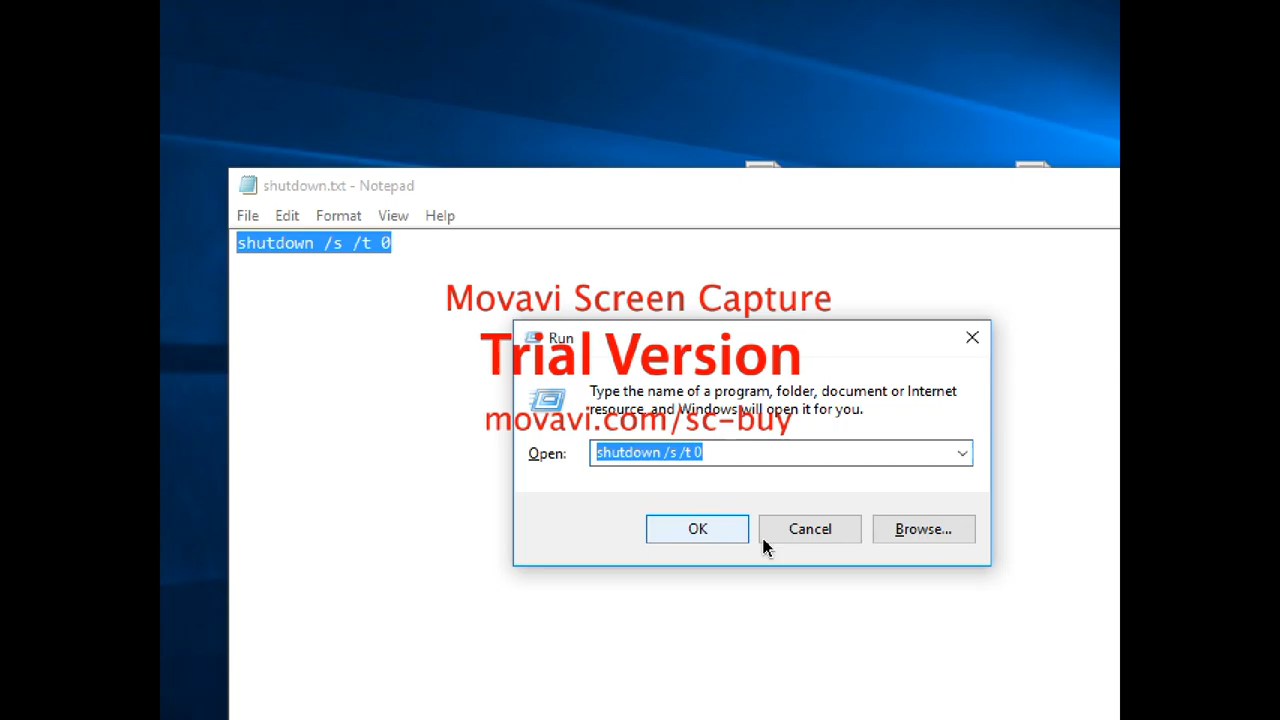 shutdown.txt - Notepad
File Edit Format View Help
shutdown /s /t 0
Movavi Screen Capture
Trial Version
movavi.com/sc-buy
Run
Type the name of a program, folder, document or Internet
resource, and Windows will open it for you.
Open: shutdown /s /t 0
OK Cancel Browse...